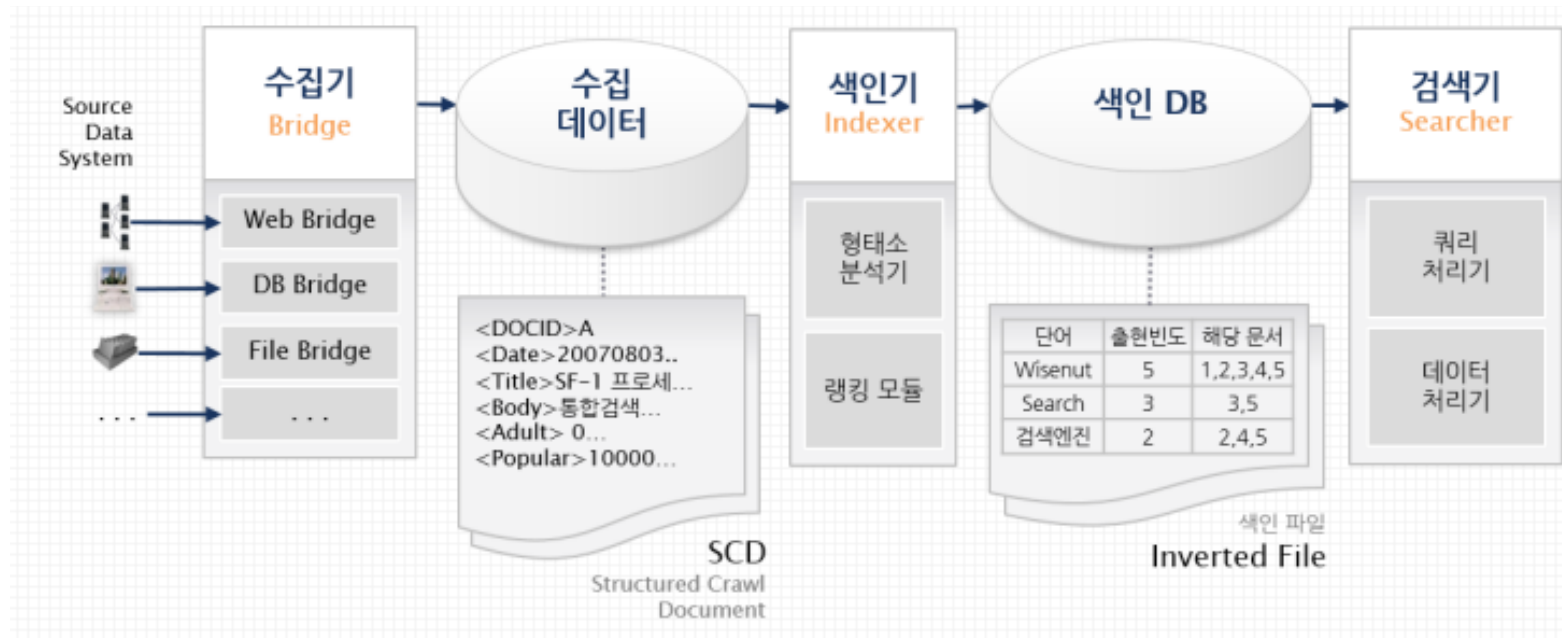 Source
Data
System
수집기
Bridge
Web Bridge
DB Bridge
File Bridge
. . .
. . .
수집
데이터
<DOCID>A
<Date>20070803..
<Title>SF-1 프로세...
<Body>통합검색...
<Adult> 0...
<Popular>10000...
SCD
Structured Crawl
Document
색인기
Indexer
형태소
분석기
랭킹 모듈
색인 DB
단어 출현빈도 해당 문서
Wisenut 5 1,2,3,4,5
Search 3 3,5
검색엔진 2 2,4,5
색인 파일
Inverted File
검색기
Searcher
쿼리
처리기
데이터
처리기